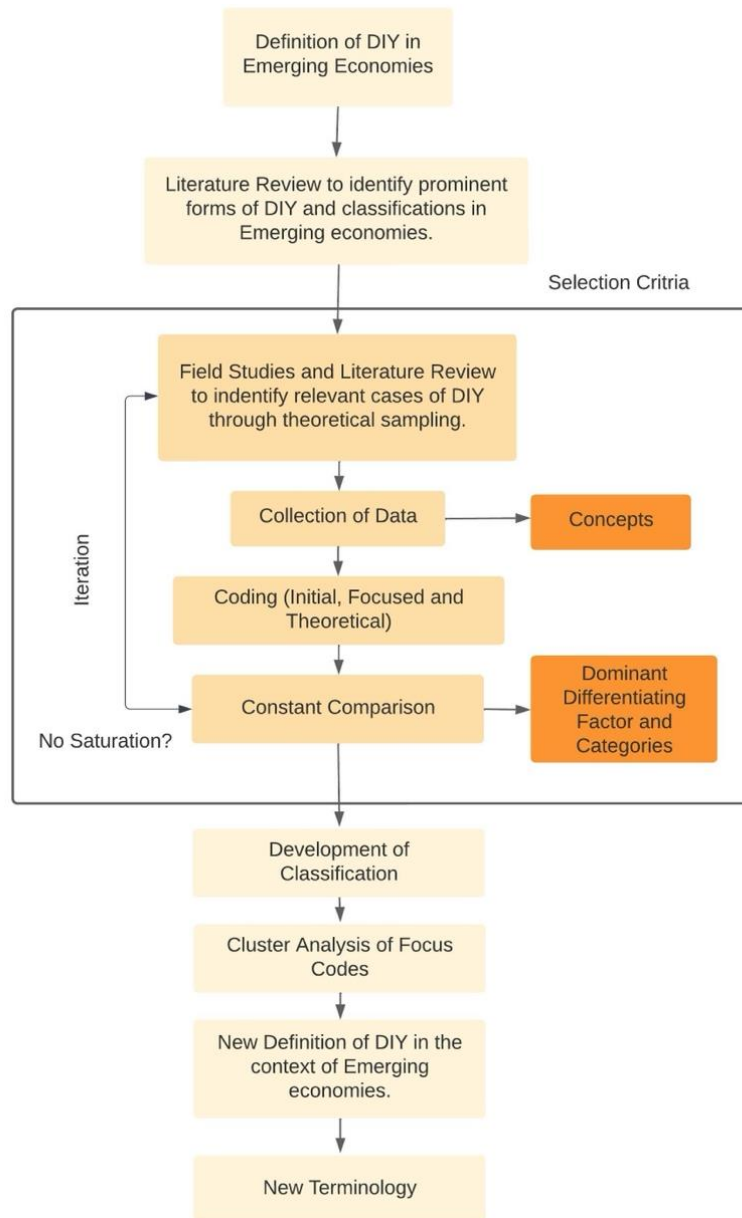 Definition of DIY in
Emerging Economies
Literature Review to identify prominent
forms of DIY and classifications in
Emerging economies.
Selection Critria
Field Studies and Literature Review
to indentify relevant cases of DIY
through theoretical sampling.
Collection of Data
Concepts
Iteration
Coding (Initial, Focused and
Theoretical)
Constant Comparison
Dominant
Differentiating
Factor and
Categories
No Saturation?
Development of
Classification
Cluster Analysis of Focus
Codes
New Definition of DIY in the
context of Emerging
economies.
New Terminology